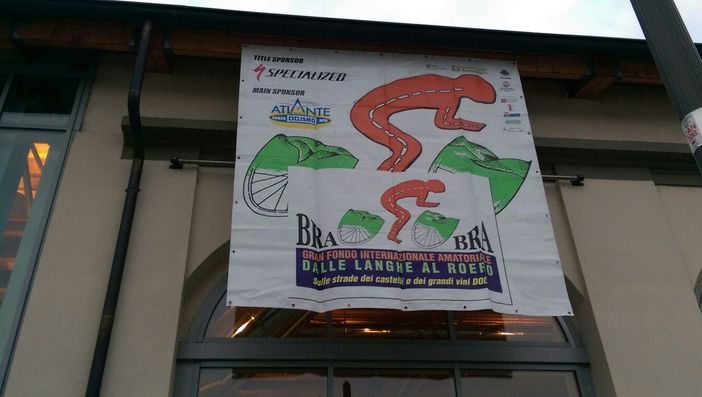 TITLE SPONSOR
SPECIALIZED
MAIN SPONSOR
ATLANTE
CICLISMO
BRA BRA
GRAN FONDO INTERNAZIONALE AMATORIALE
DALLE LANGHE AL ROERO
Sulle strade dei castelli e dei grandi vini DOC